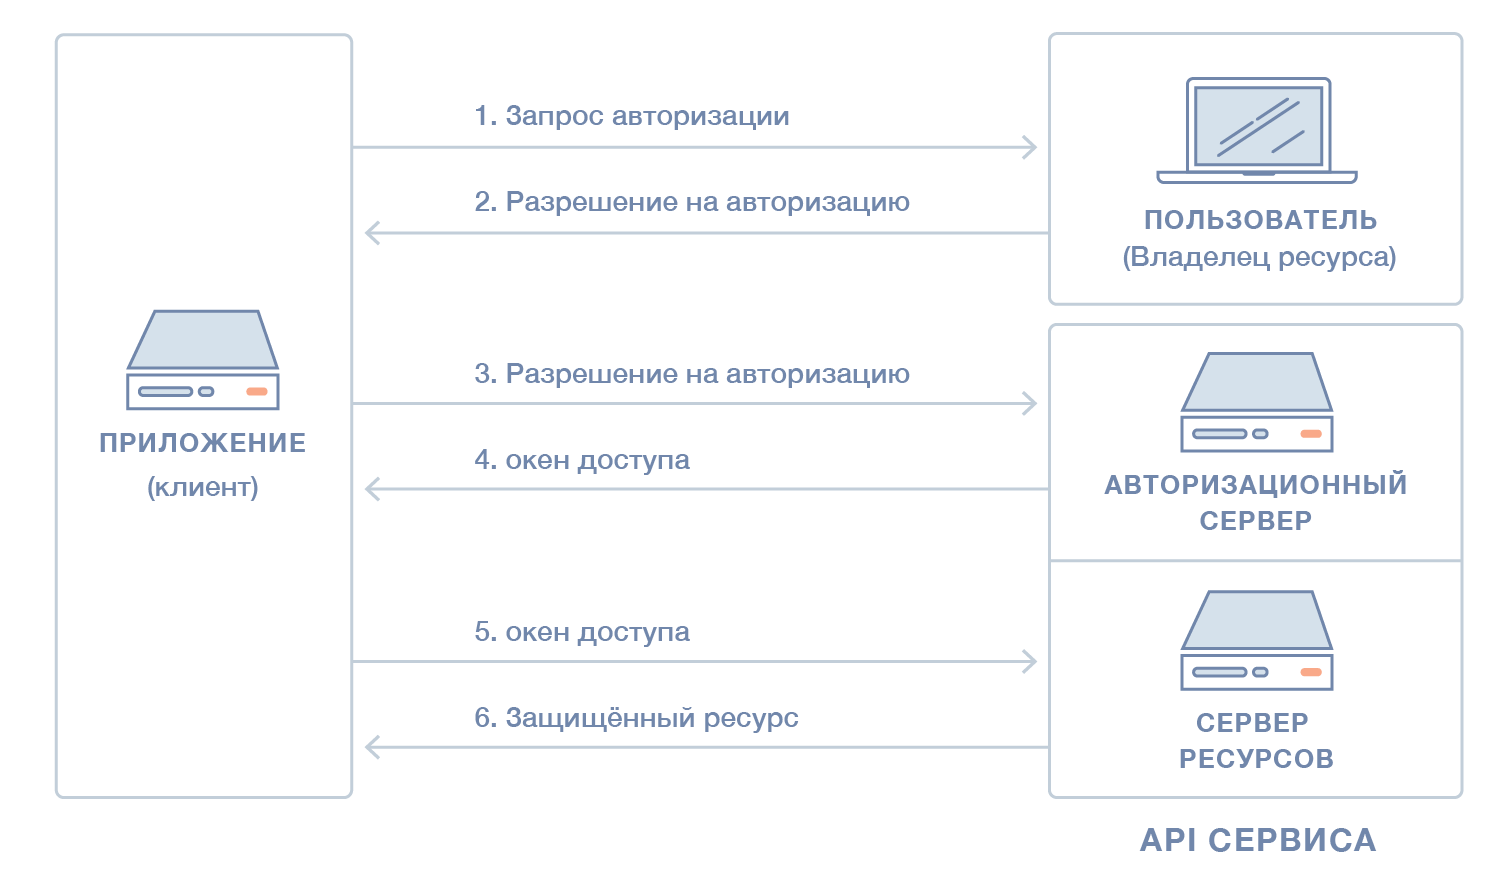 1. Запрос авторизации
2. Разрешение на авторизацию
ПОЛЬЗОВАТЕЛЬ
(Владелец ресурса)
ПРИЛОЖЕНИЕ
(клиент)
3. Разрешение на авторизацию
4. окен доступа
АВТОРИЗАЦИОННЫЙ
СЕРВЕР
5. окен доступа
6. Защищённый ресурс
СЕРВЕР
РЕСУРСОВ
API СЕРВИСА